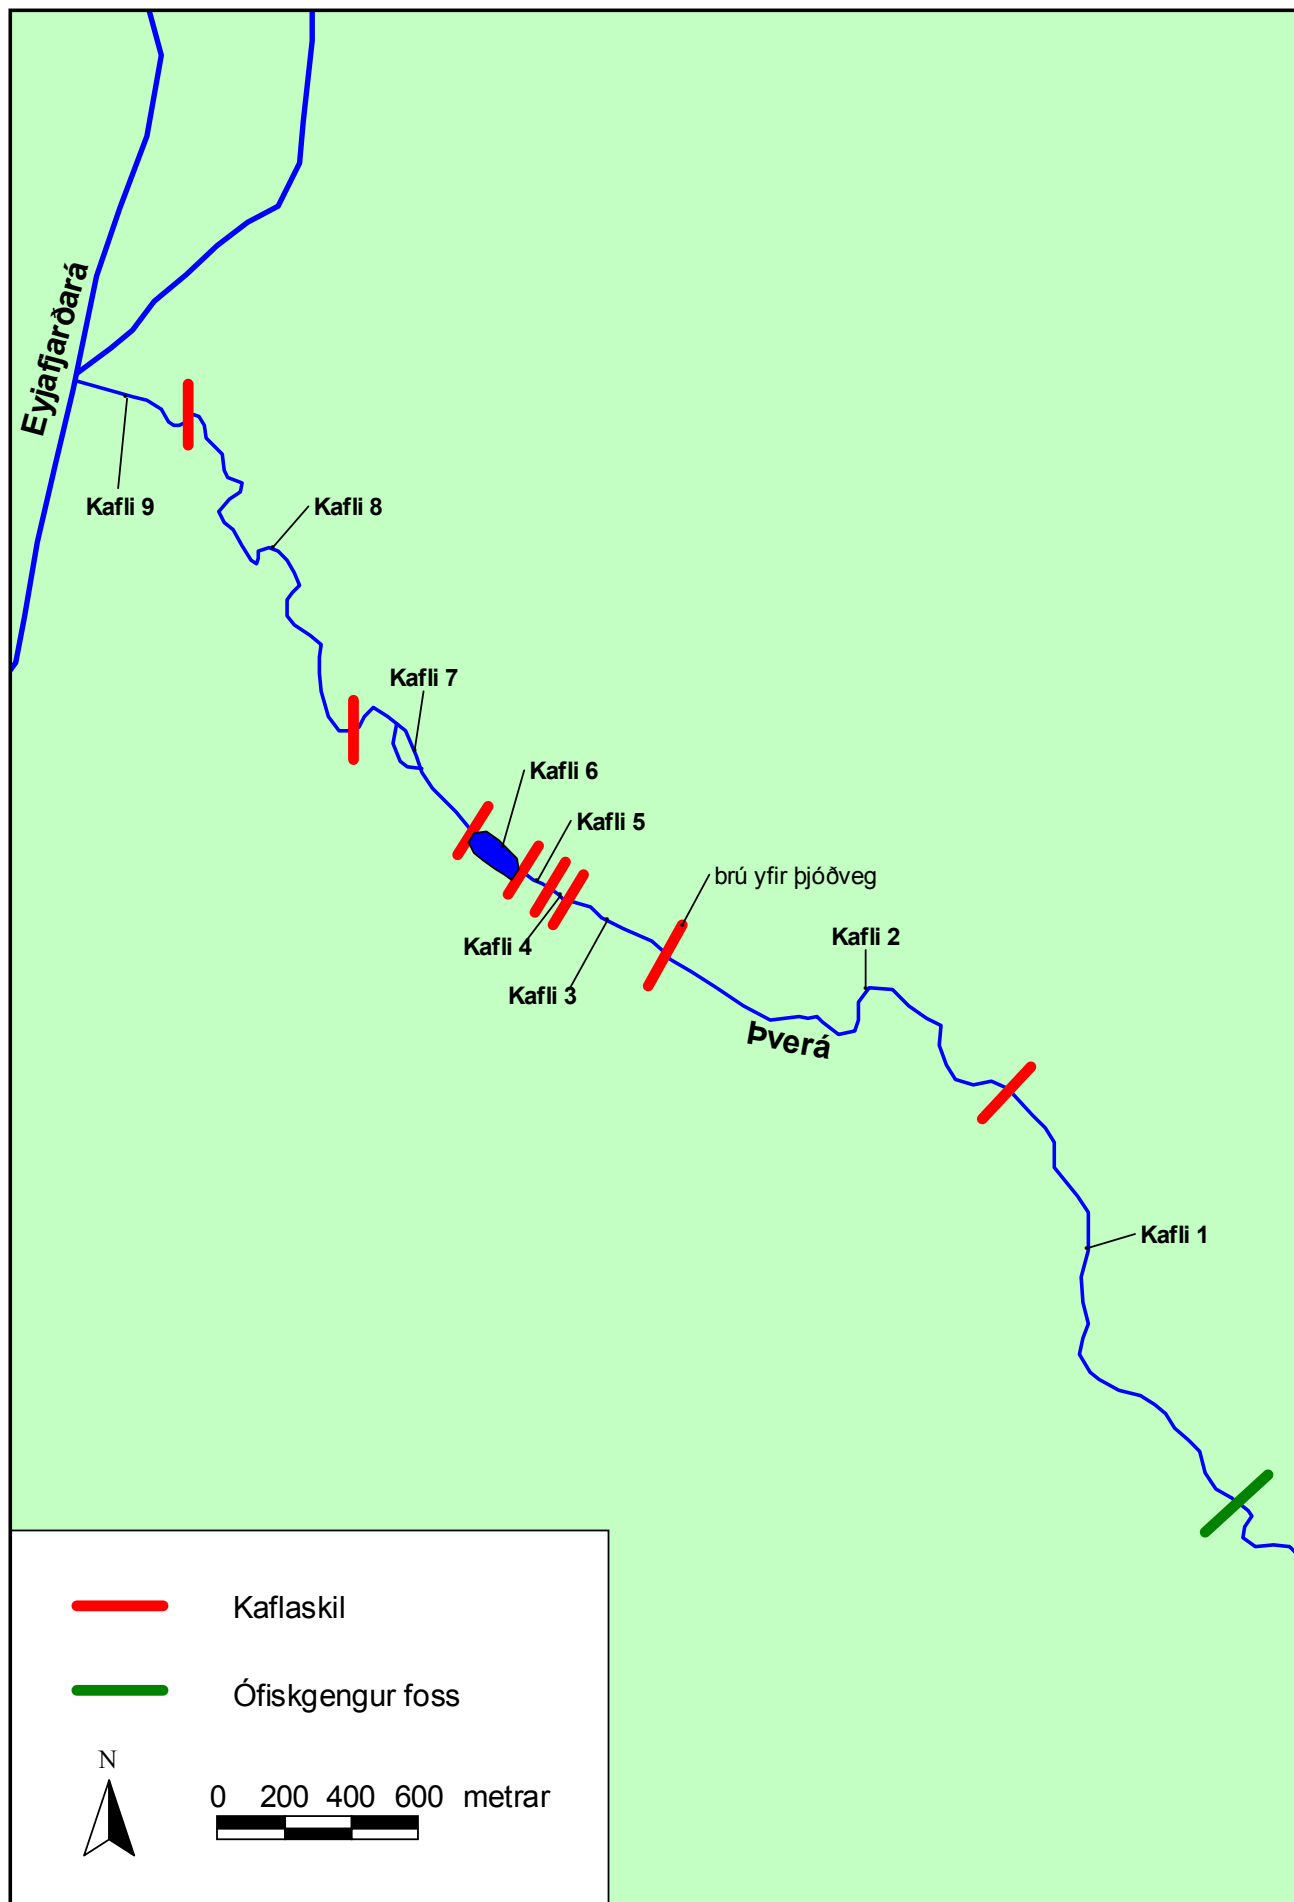 Eyjafjarðará
Kafli 9
Kafli 8
Kafli 7
Kafli 6
Kafli 5
brú yfir þjóðveg
Kafli 4
Kafli 2
Kafli 3
Þverá
Kafli 1
Kaflaskil
Ófiskgengur foss
N
0 200 400 600 metrar